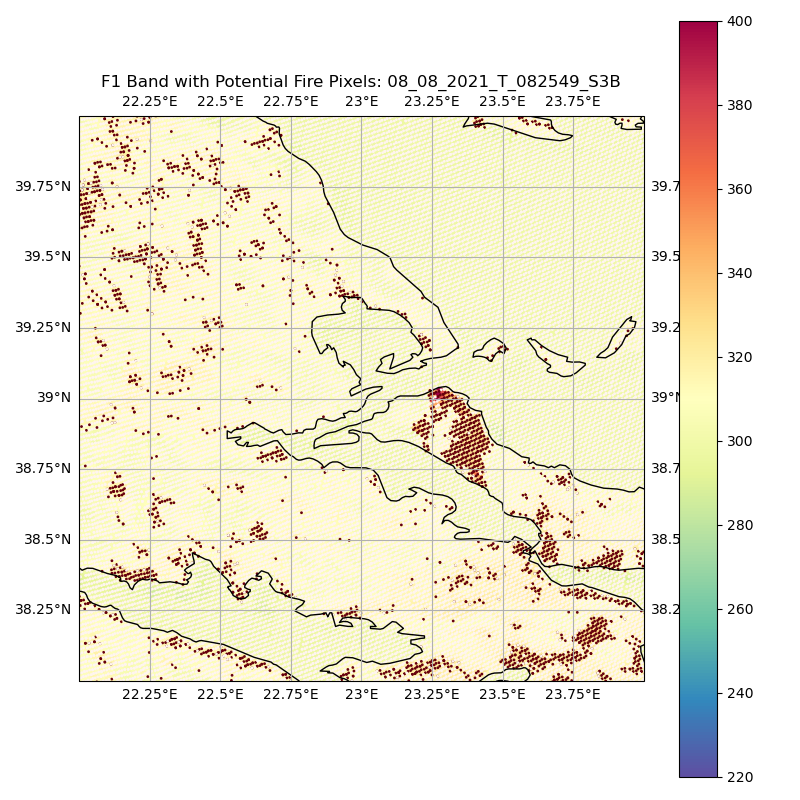 F1 Band with Potential Fire Pixels: 08_08_2021_T_082549_S3B
22.25°E 22.5°E 22.75°E 23°E 23.25°E 23.5°E 23.75°E
39.75°N 39.7
39.5°N 39.5
39.25°N 39.2
39°N 39°N
38.75°N 38.7
38.5°N 38.5
38.25°N 38.2
22.25°E 22.5°E 22.75°E 23°E 23.25°E 23.5°E 23.75°E
400
380
360
340
320
300
280
260
240
220